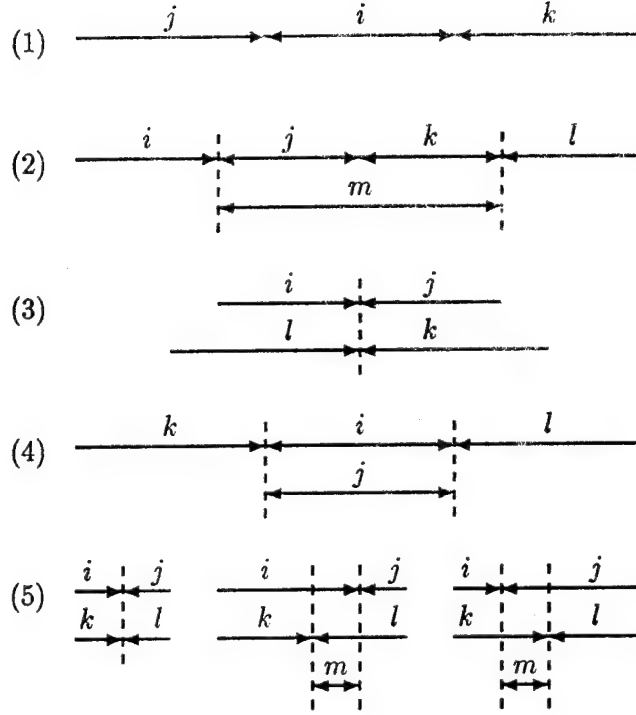 (1) j i k
(2) i j k l
m
(3) i j
l k
(4) k i l
j
(5) i j i j i j
k l k l k l
m m